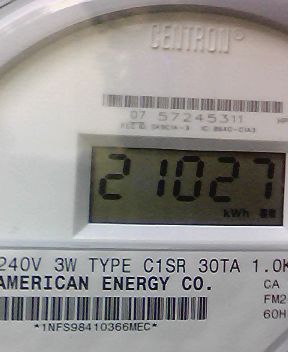 CENTRON®
07 57245311
21027
kWh
240V 3W TYPE C1SR 30TA 1.0K
AMERICAN ENERGY CO.
CA
FM2
60H
*1NFS98410366MEC*